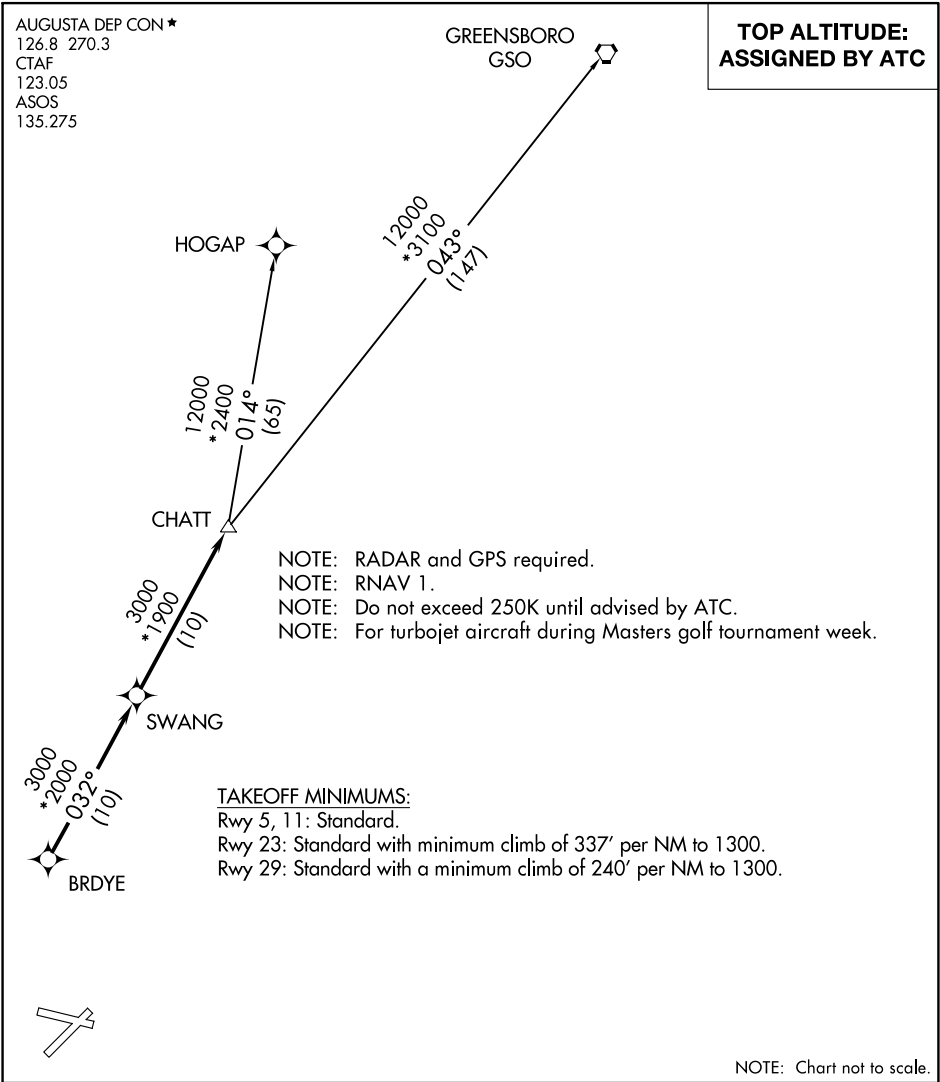 AUGUSTA DEP CON ★
126.8 270.3
CTAF
123.05
ASOS
135.275
TOP ALTITUDE:
ASSIGNED BY ATC
GREENSBORO
GSO
12000
*3100
043°
(147)
HOGAP
12000
*2400
014°
(65)
CHATT
NOTE: RADAR and GPS required.
NOTE: RNAV 1.
NOTE: Do not exceed 250K until advised by ATC.
NOTE: For turbojet aircraft during Masters golf tournament week.
3000
*1900
(10)
SWANG
3000
*2000
032°
(10)
BRDYE
TAKEOFF MINIMUMS:
Rwy 5, 11: Standard.
Rwy 23: Standard with minimum climb of 337' per NM to 1300.
Rwy 29: Standard with a minimum climb of 240' per NM to 1300.
NOTE: Chart not to scale.